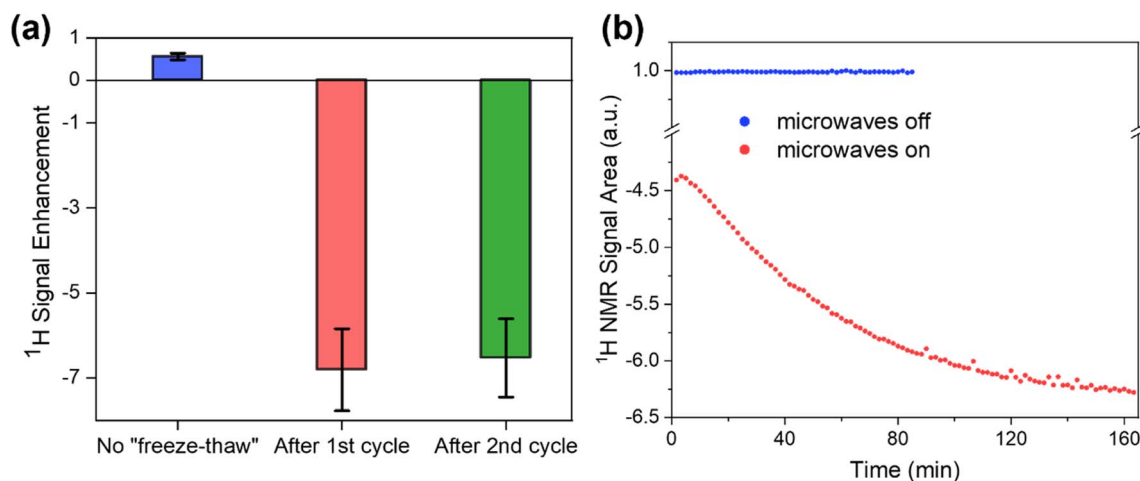 (a)
1
0
-1
-3
-5
-7
¹H Signal Enhancement
No "freeze-thaw"
After 1st cycle
After 2nd cycle
(b)
1.0
-4.5
-5.0
-5.5
-6.0
-6.5
¹H NMR Signal Area (a.u.)
microwaves off
microwaves on
0
40
80
120
160
Time (min)